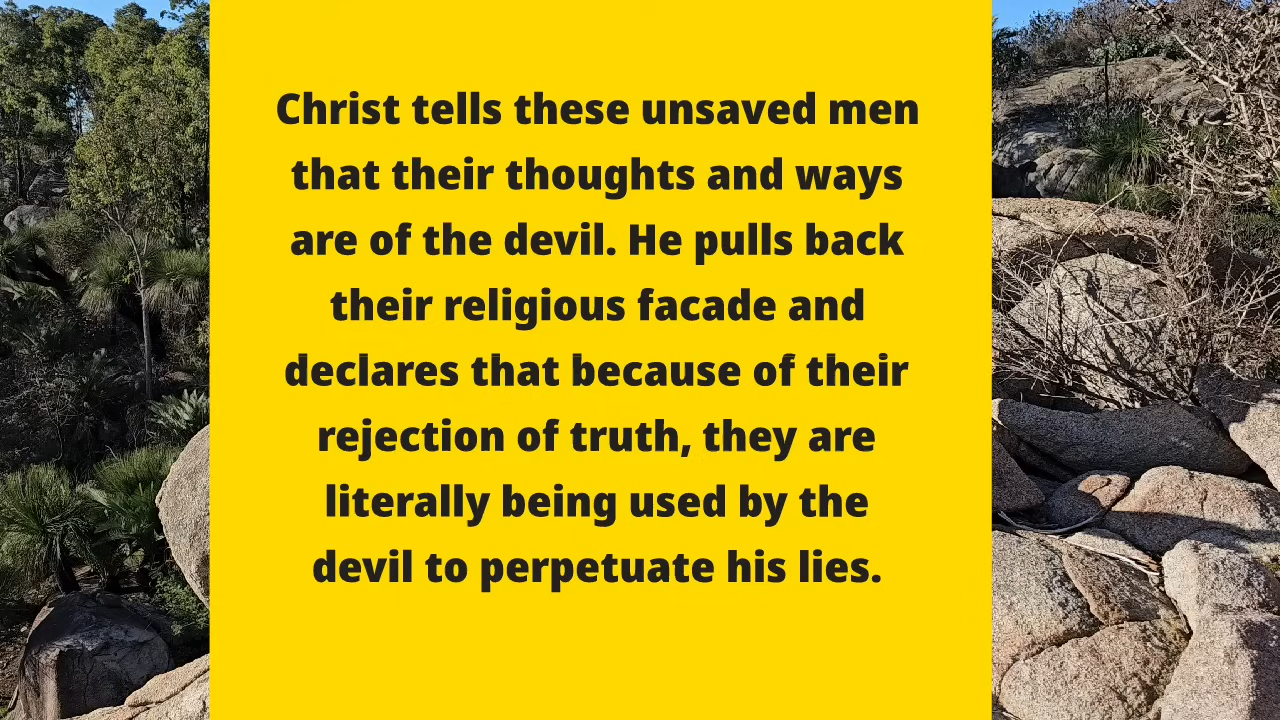 Christ tells these unsaved men
that their thoughts and ways
are of the devil. He pulls back
their religious facade and
declares that because of their
rejection of truth, they are
literally being used by the
devil to perpetuate his lies.